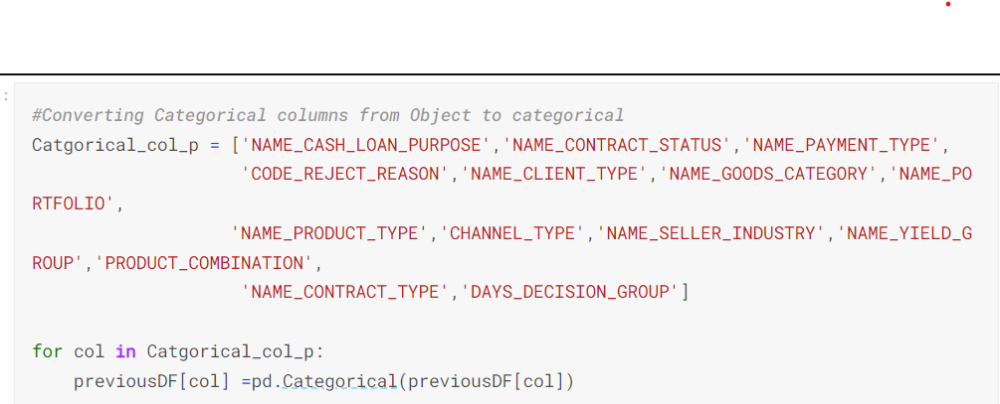 :
#Converting Categorical columns from Object to categorical
Catgorical_col_p = ['NAME_CASH_LOAN_PURPOSE','NAME_CONTRACT_STATUS','NAME_PAYMENT_TYPE',
'CODE_REJECT_REASON','NAME_CLIENT_TYPE','NAME_GOODS_CATEGORY','NAME_PO
RTFOLIO',
'NAME_PRODUCT_TYPE','CHANNEL_TYPE','NAME_SELLER_INDUSTRY','NAME_YIELD_G
ROUP','PRODUCT_COMBINATION',
'NAME_CONTRACT_TYPE','DAYS_DECISION_GROUP']
for col in Catgorical_col_p:
previousDF[col] =pd.Categorical(previousDF[col])